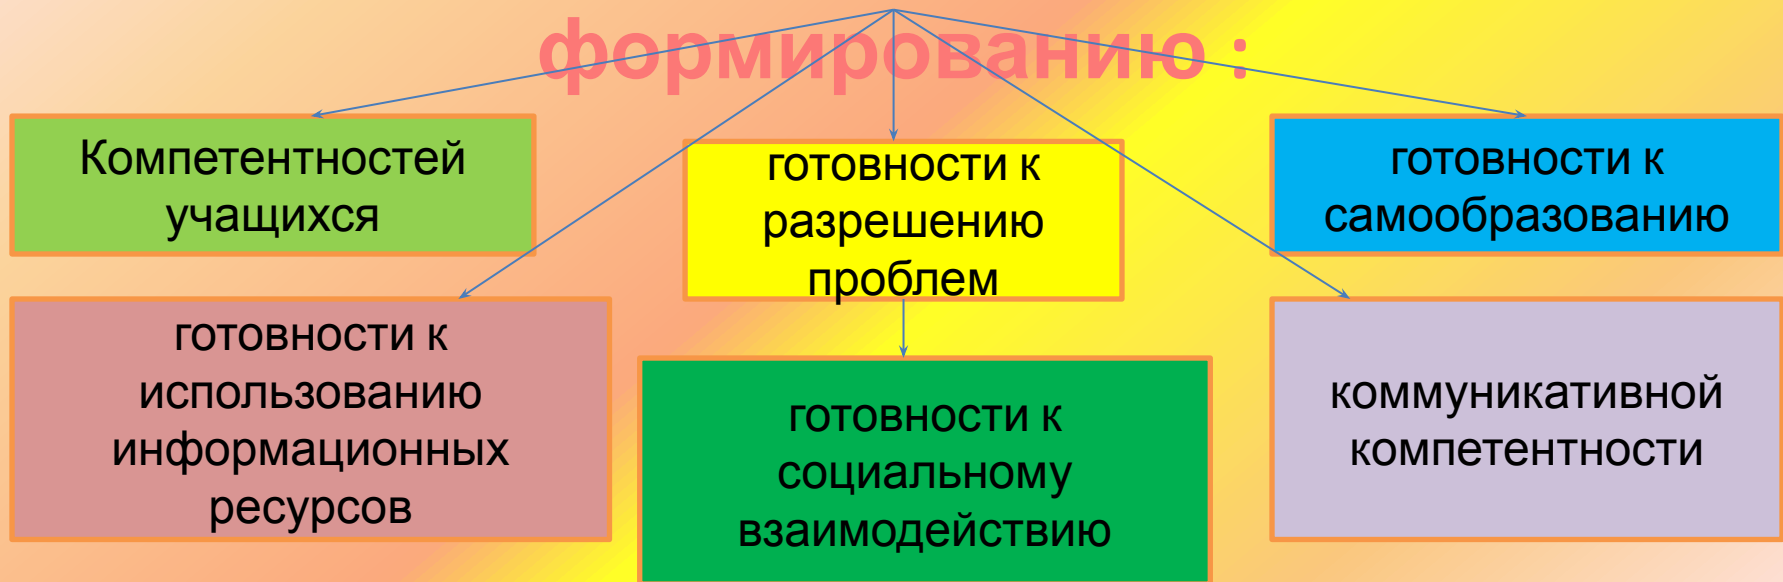 формированию :
Компетентностей
учащихся
готовности к
разрешению
проблем
готовности к
самообразованию
готовности к
использованию
информационных
ресурсов
готовности к
социальному
взаимодействию
коммуникативной
компетентности